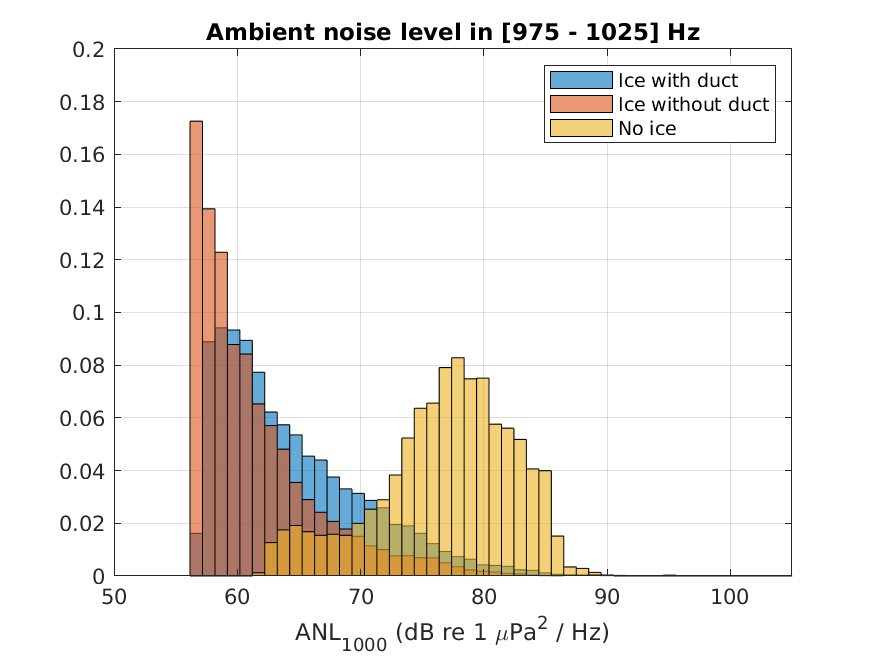 Ambient noise level in [975 - 1025] Hz
0.2
0.18
0.16
0.14
0.12
0.1
0.08
0.06
0.04
0.02
0
Ice with duct
Ice without duct
No ice
50 60 70 80 90 100
ANL₁₀₀₀ (dB re 1 μPa² / Hz)